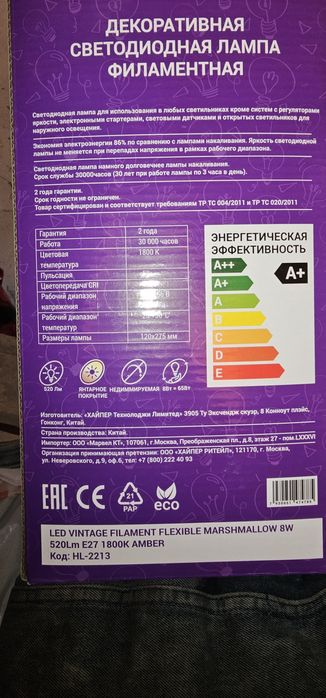 ДЕКОРАТИВНАЯ
СВЕТОДИОДНАЯ ЛАМПА
ФИЛАМЕНТНАЯ
Светодиодная лампа для использования в любых светильниках кроме систем с регуляторами
яркости, электронными стартерами, световыми датчиками и открытых светильников для
наружного освещения.
Экономия электроэнергии 85% по сравнению с лампами накаливания. Яркость светодиодной
лампы не меняется при перепадах напряжения в рамках рабочего диапазона.
Светодиодная лампа намного долговечнее лампы накаливания.
Срок службы 30000часов (30 лет при работе лампы по 3 часа в день).
2 года гарантии.
Срок годности не ограничен.
Товар сертифицирован и соответствует требованиям ТР ТС 004/2011 и ТР ТС 020/2011
Гарантия 2 года
Работа 30 000 часов
Цветовая 1800 K
температура
Пульсация
Цветопередача CRI
Рабочий диапазон
напряжения
Рабочий диапазон
температур
Размеры лампы 120x275 мм
ЭНЕРГЕТИЧЕСКАЯ
ЭФФЕКТИВНОСТЬ
A++
A+
A
B
C
D
E
A+
520 Лм
ЯНТАРНОЕ
ПОКРЫТИЕ
НЕДИММИРУЕМАЯ
8Вт = 65Вт
Изготовитель: «ХАЙПЕР Технолоджи Лимитед» 3905 Ту Эксчендж скуэр, 8 Конноут плэйс,
Гонконг, Китай.
Страна производства: Китай.
Импортер: ООО "Марвел КТ", 107061, г.Москва, Преображенская пл., д.8, этаж 27 - пом.LXXXVI
Организация принимающая претензии: ООО «ХАЙПЕР РИТЕЙЛ», 121170, г. Москва,
ул. Неверовского, д.9, оф.6, тел: +7 (800) 222 40 93
EAC
CE
21
PAP
eco
LED VINTAGE FILAMENT FLEXIBLE MARSHMALLOW 8W
520Lm E27 1800K AMBER
Код: HL-2213